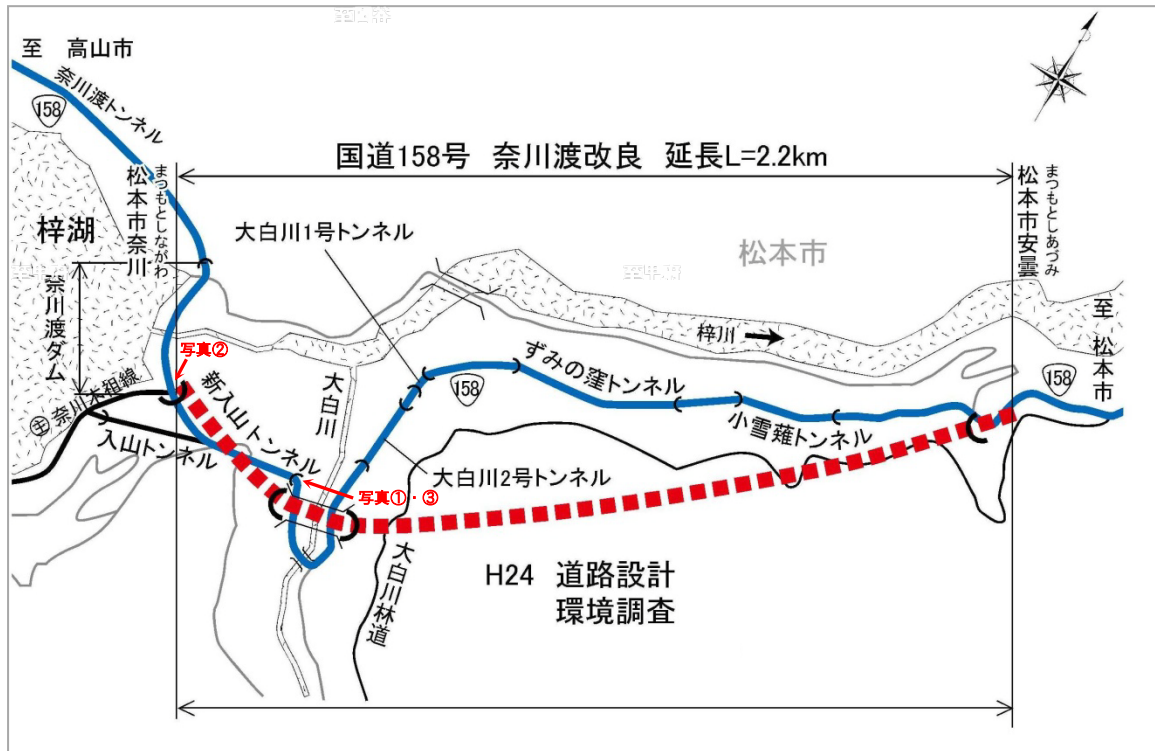 至 高山市
奈川渡トンネル
158
国道158号 奈川渡改良 延長L=2.2km
松本市奈川
まつもとしながわ
松本市安曇
まつもとしあづみ
梓湖
奈川渡ダム
大白川1号トンネル
松本市
至 松本市
梓川
写真②
ずみの窪トンネル
158
158
主 奈川木祖線
新入山トンネル
大白川
小雪薙トンネル
入山トンネル
大白川2号トンネル
写真①・③
大白川林道
H24 道路設計
環境調査